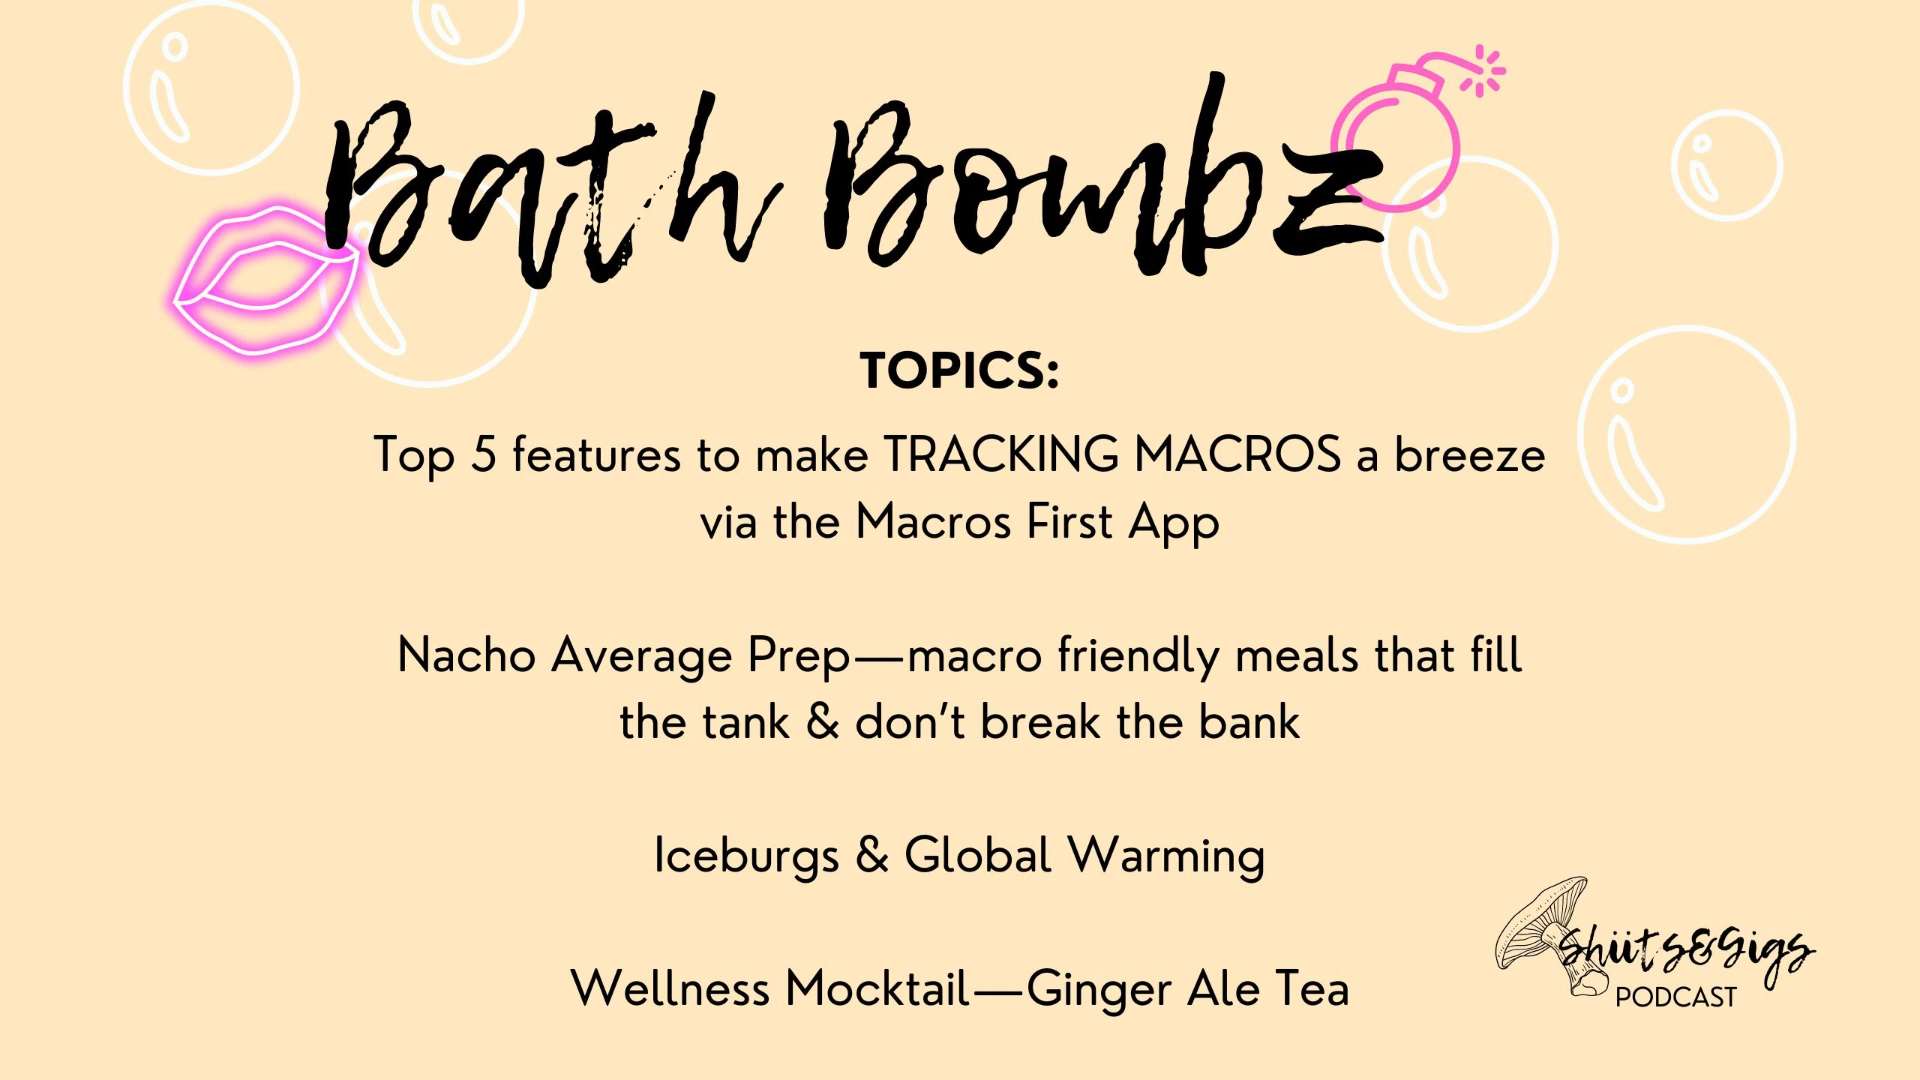 Bath Bombz
TOPICS:
Top 5 features to make TRACKING MACROS a breeze
via the Macros First App
Nacho Average Prep—macro friendly meals that fill
the tank & don’t break the bank
Iceburgs & Global Warming
Wellness Mocktail—Ginger Ale Tea
Shiits&Gigs
PODCAST